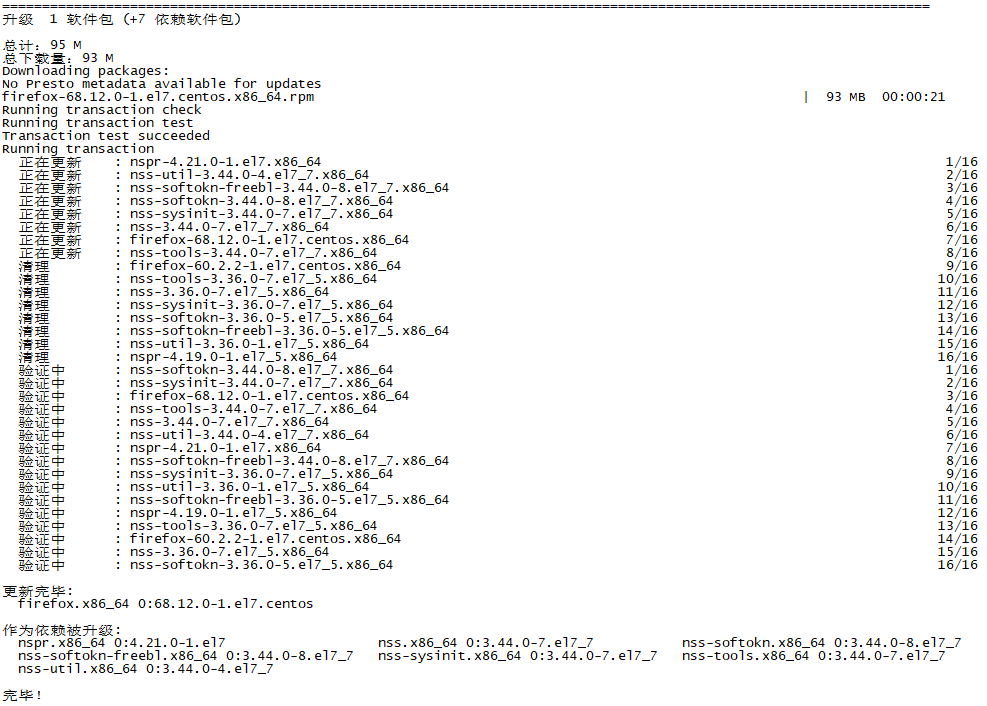 ================================================================================
升级  1 软件包 (+7 依赖软件包)
总计：95 M
总下载量：93 M
Downloading packages:
No Presto metadata available for updates
firefox-68.12.0-1.el7.centos.x86_64.rpm | 93 MB 00:00:21
Running transaction check
Running transaction test
Transaction test succeeded
Running transaction
正在更新 : nspr-4.21.0-1.el7.x86_64 1/16
正在更新 : nss-util-3.44.0-4.el7_7.x86_64 2/16
正在更新 : nss-softokn-freebl-3.44.0-8.el7_7.x86_64 3/16
正在更新 : nss-softokn-3.44.0-8.el7_7.x86_64 4/16
正在更新 : nss-sysinit-3.44.0-7.el7_7.x86_64 5/16
正在更新 : nss-3.44.0-7.el7_7.x86_64 6/16
正在更新 : firefox-68.12.0-1.el7.centos.x86_64 7/16
正在更新 : nss-tools-3.44.0-7.el7_7.x86_64 8/16
清理 : firefox-60.2.2-1.el7.centos.x86_64 9/16
清理 : nss-tools-3.36.0-7.el7_5.x86_64 10/16
清理 : nss-3.36.0-7.el7_5.x86_64 11/16
清理 : nss-sysinit-3.36.0-7.el7_5.x86_64 12/16
清理 : nss-softokn-3.36.0-5.el7_5.x86_64 13/16
清理 : nss-softokn-freebl-3.36.0-5.el7_5.x86_64 14/16
清理 : nss-util-3.36.0-1.el7_5.x86_64 15/16
清理 : nspr-4.19.0-1.el7_5.x86_64 16/16
验证中 : nss-softokn-3.44.0-8.el7_7.x86_64 1/16
验证中 : nss-sysinit-3.44.0-7.el7_7.x86_64 2/16
验证中 : firefox-68.12.0-1.el7.centos.x86_64 3/16
验证中 : nss-tools-3.44.0-7.el7_7.x86_64 4/16
验证中 : nss-3.44.0-7.el7_7.x86_64 5/16
验证中 : nss-util-3.44.0-4.el7_7.x86_64 6/16
验证中 : nspr-4.21.0-1.el7.x86_64 7/16
验证中 : nss-softokn-freebl-3.44.0-8.el7_7.x86_64 8/16
验证中 : nss-sysinit-3.36.0-7.el7_5.x86_64 9/16
验证中 : nss-util-3.36.0-1.el7_5.x86_64 10/16
验证中 : nss-softokn-freebl-3.36.0-5.el7_5.x86_64 11/16
验证中 : nspr-4.19.0-1.el7_5.x86_64 12/16
验证中 : nss-tools-3.36.0-7.el7_5.x86_64 13/16
验证中 : firefox-60.2.2-1.el7.centos.x86_64 14/16
验证中 : nss-3.36.0-7.el7_5.x86_64 15/16
验证中 : nss-softokn-3.36.0-5.el7_5.x86_64 16/16
更新完毕:
firefox.x86_64 0:68.12.0-1.el7.centos
作为依赖被升级:
nspr.x86_64 0:4.21.0-1.el7 nss.x86_64 0:3.44.0-7.el7_7 nss-softokn.x86_64 0:3.44.0-8.el7_7
nss-softokn-freebl.x86_64 0:3.44.0-8.el7_7 nss-sysinit.x86_64 0:3.44.0-7.el7_7 nss-tools.x86_64 0:3.44.0-7.el7_7
nss-util.x86_64 0:3.44.0-4.el7_7
完毕！